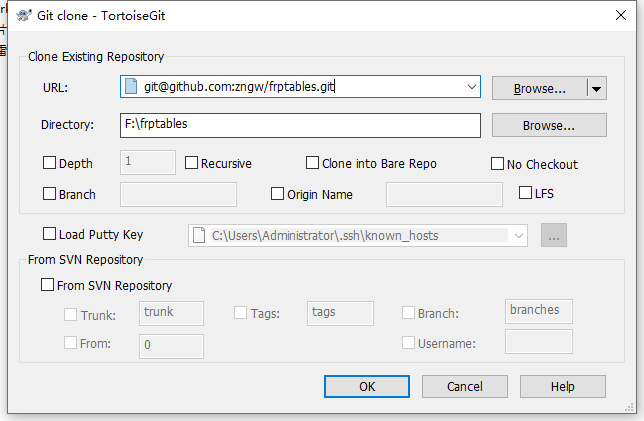 Git clone - TortoiseGit
Clone Existing Repository
URL: git@github.com:zngw/frptables.git Browse...
Directory: F:\frptables Browse...
Depth 1 Recursive Clone into Bare Repo No Checkout
Branch Origin Name LFS
Load Putty Key C:\Users\Administrator\.ssh\known_hosts ...
From SVN Repository
From SVN Repository
Trunk: trunk Tags: tags Branch: branches
From: 0 Username:
OK Cancel Help